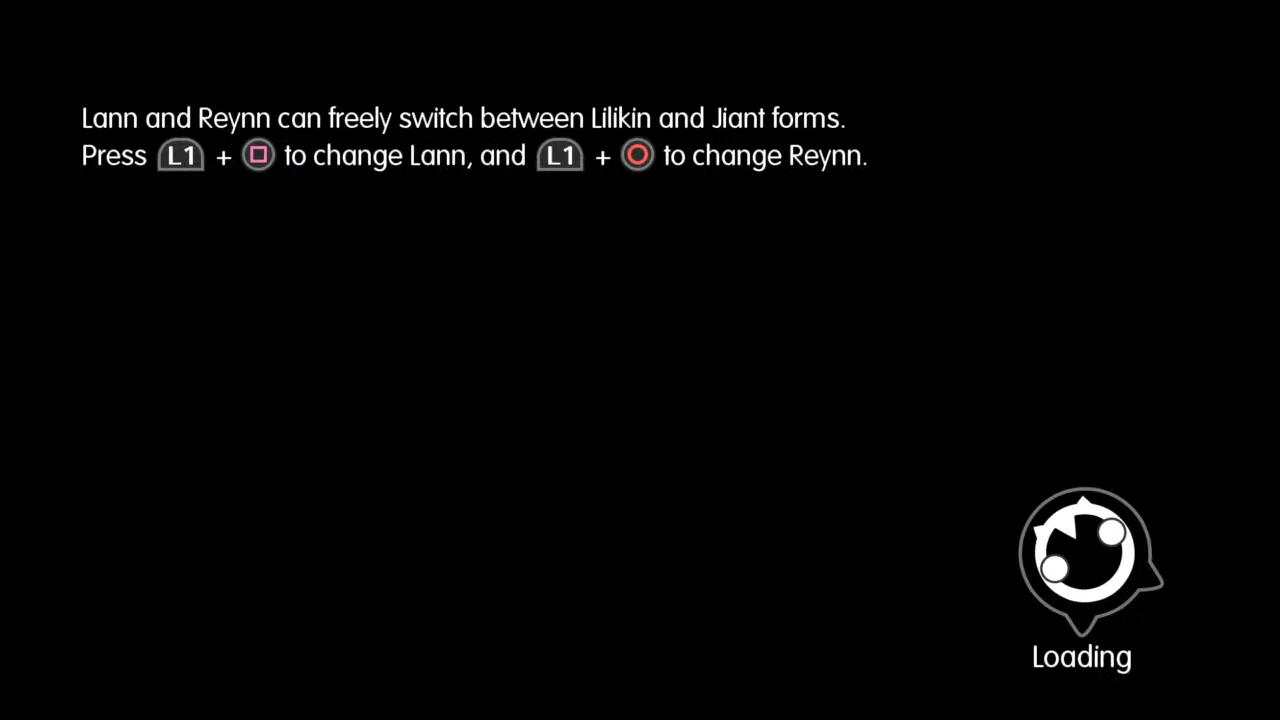 Lann and Reynn can freely switch between Lilikin and Jiant forms.
Press L1 + □ to change Lann, and L1 + ○ to change Reynn.
Loading